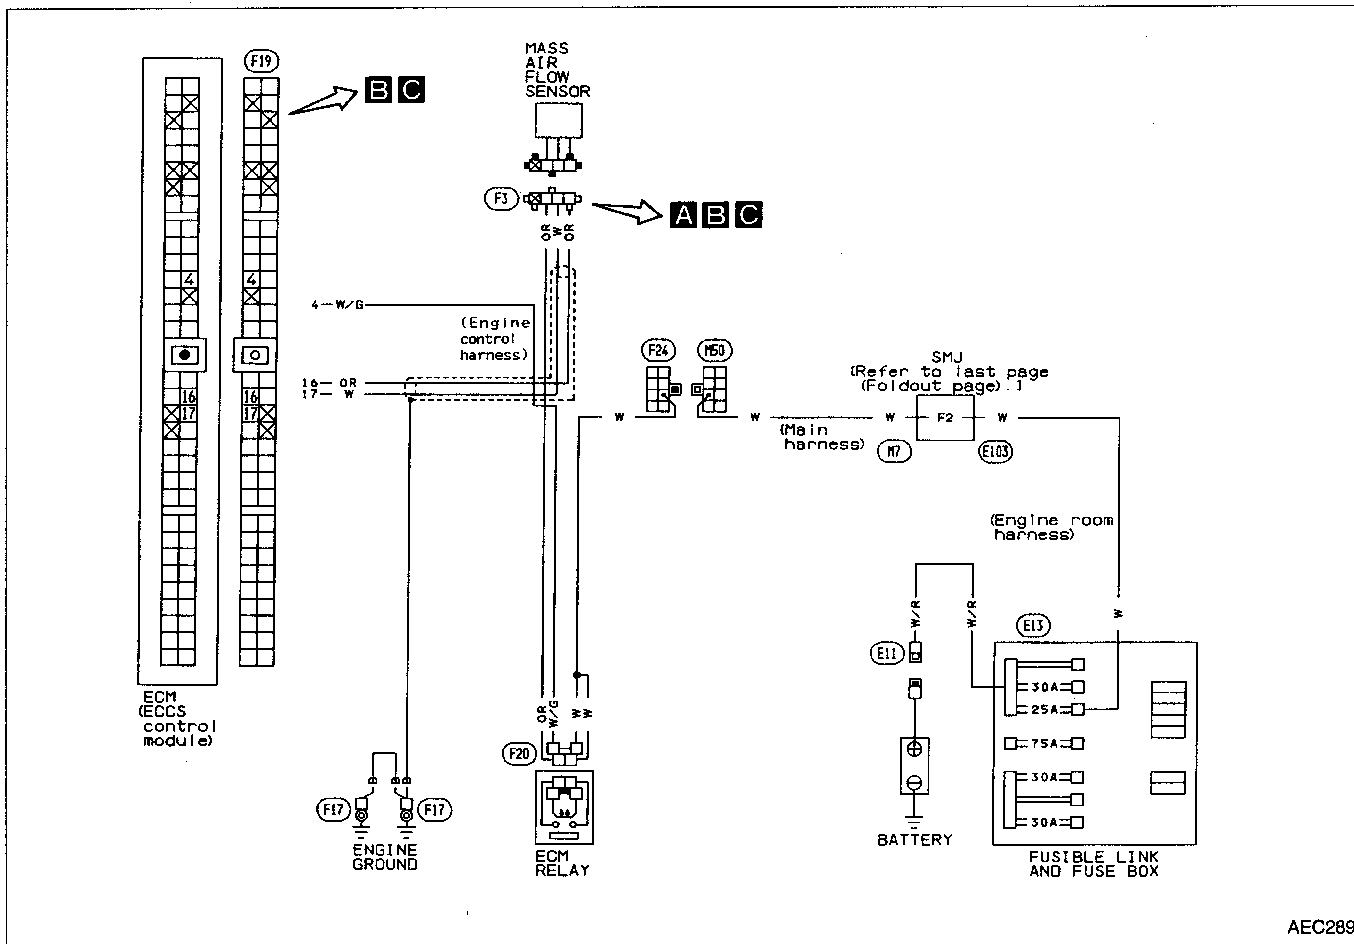 F19
B C
MASS
AIR
FLOW
SENSOR
F3
A B C
OR
W
OR
4
4
4 W/G
(Engine
control
harness)
16 OR
17 W
16
17
16
17
F24
M50
SMJ
(Refer to last page
(Foldout page).)
W
W
W
F2
W
(Main
harness)
M7
E103
(Engine room
harness)
W
W/R
W/R
E13
E11
30A
25A
75A
30A
30A
ECM
(ECCS
control
module)
OR
W/G
W
W
F20
B
B
B
F17
F17
ENGINE
GROUND
ECM
RELAY
BATTERY
FUSIBLE LINK
AND FUSE BOX
AEC289